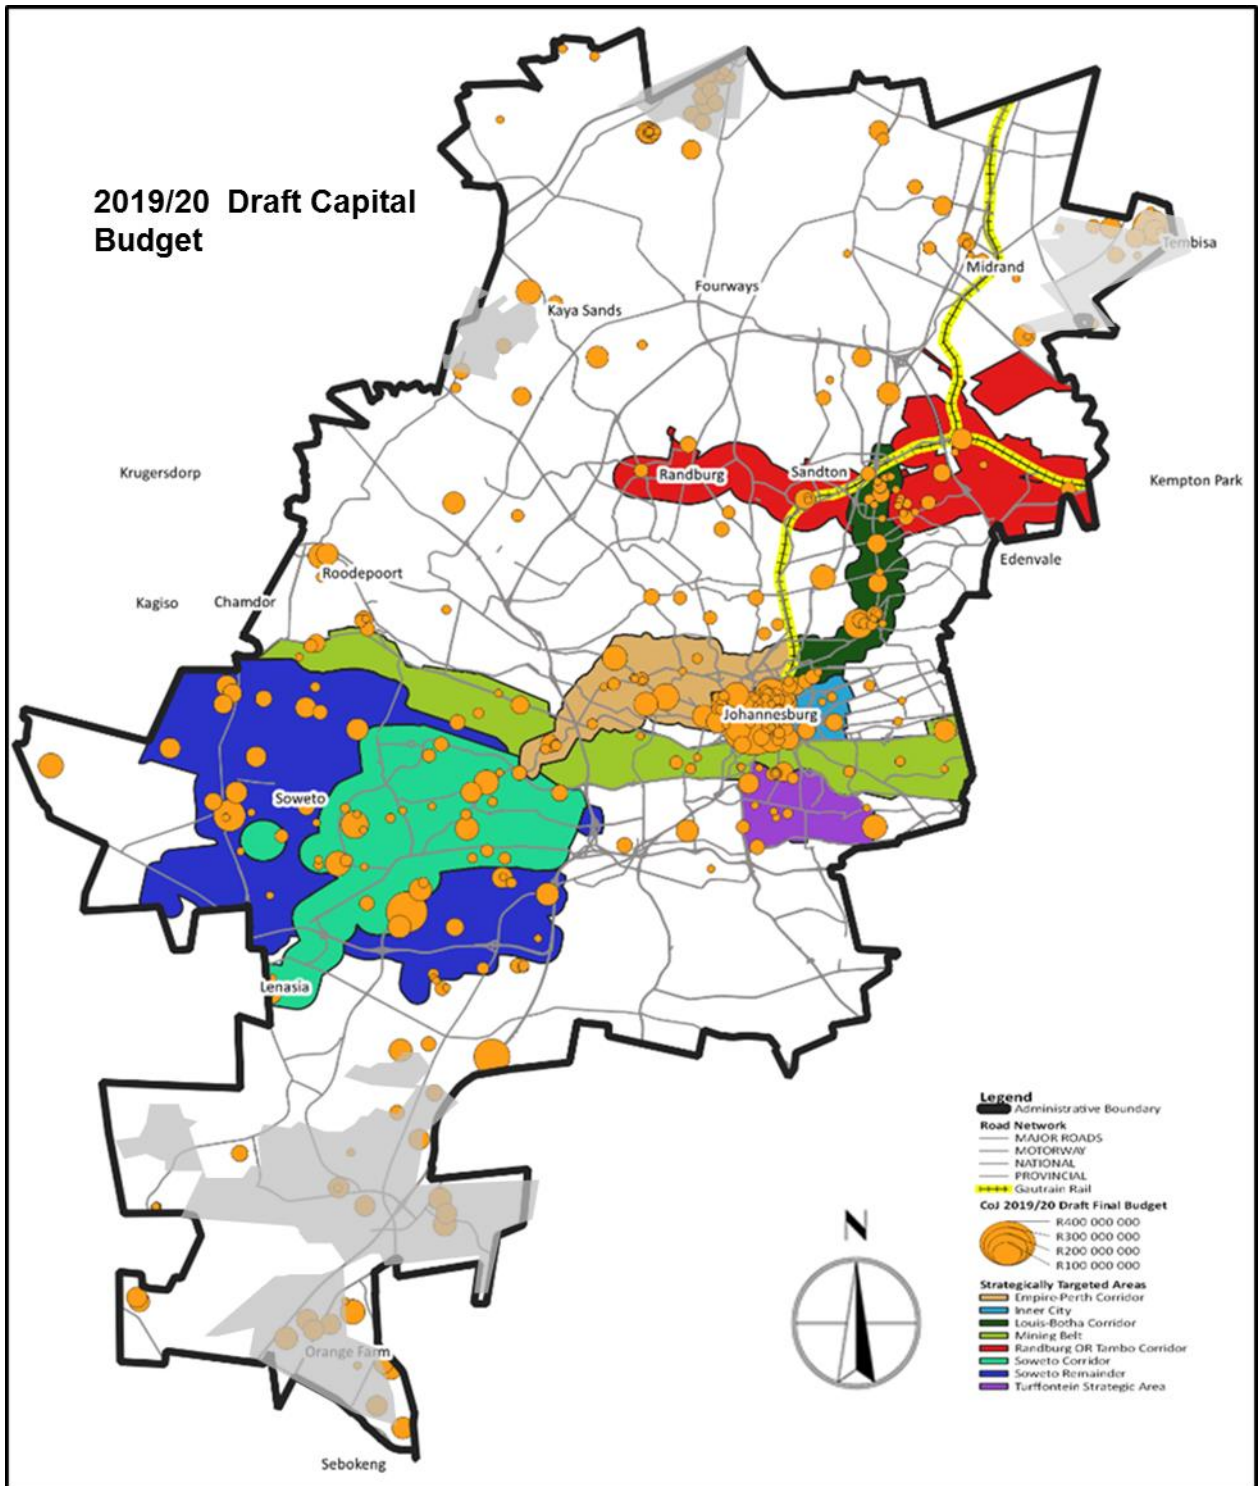 2019/20 Draft Capital
Budget
Tembisa
Midrand
Fourways
Kaya Sands
Krugersdorp
Randburg
Sandton
Kempton Park
Edenvale
Roodepoort
Kagiso
Chamdor
Johannesburg
Soweto
Lenasia
Orange Farm
Sebokeng
N
Legend
Administrative Boundary
Road Network
MAJOR ROADS
MOTORWAY
NATIONAL
PROVINCIAL
Gautrain Rail
CoJ 2019/20 Draft Final Budget
R400 000 000
R300 000 000
R200 000 000
R100 000 000
Strategically Targeted Areas
Empire-Perth Corridor
Inner City
Louis-Botha Corridor
Mining Belt
Randburg OR Tambo Corridor
Soweto Corridor
Soweto Remainder
Turffontein Strategic Area